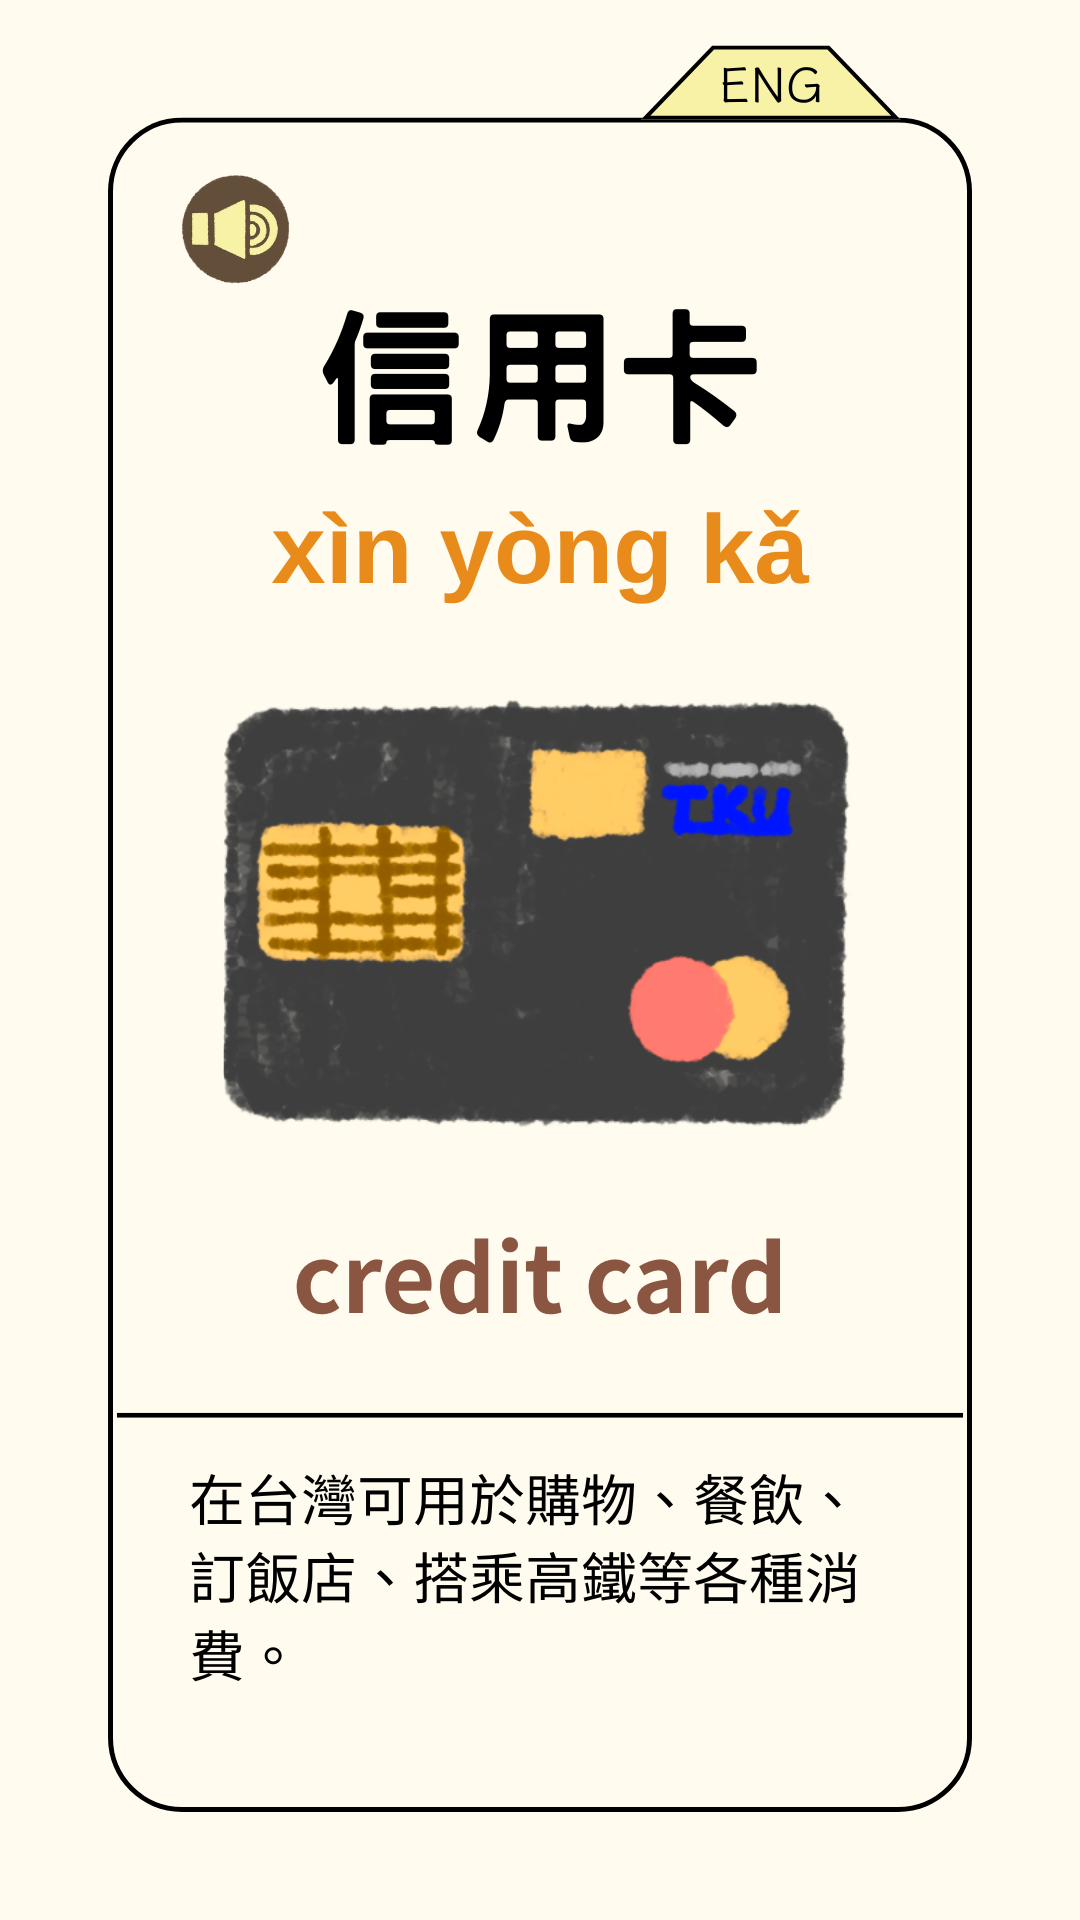 ENG
信用卡
xìn yòng kǎ
TKU
credit card
在台灣可用於購物、餐飲、
訂飯店、搭乘高鐵等各種消
費。